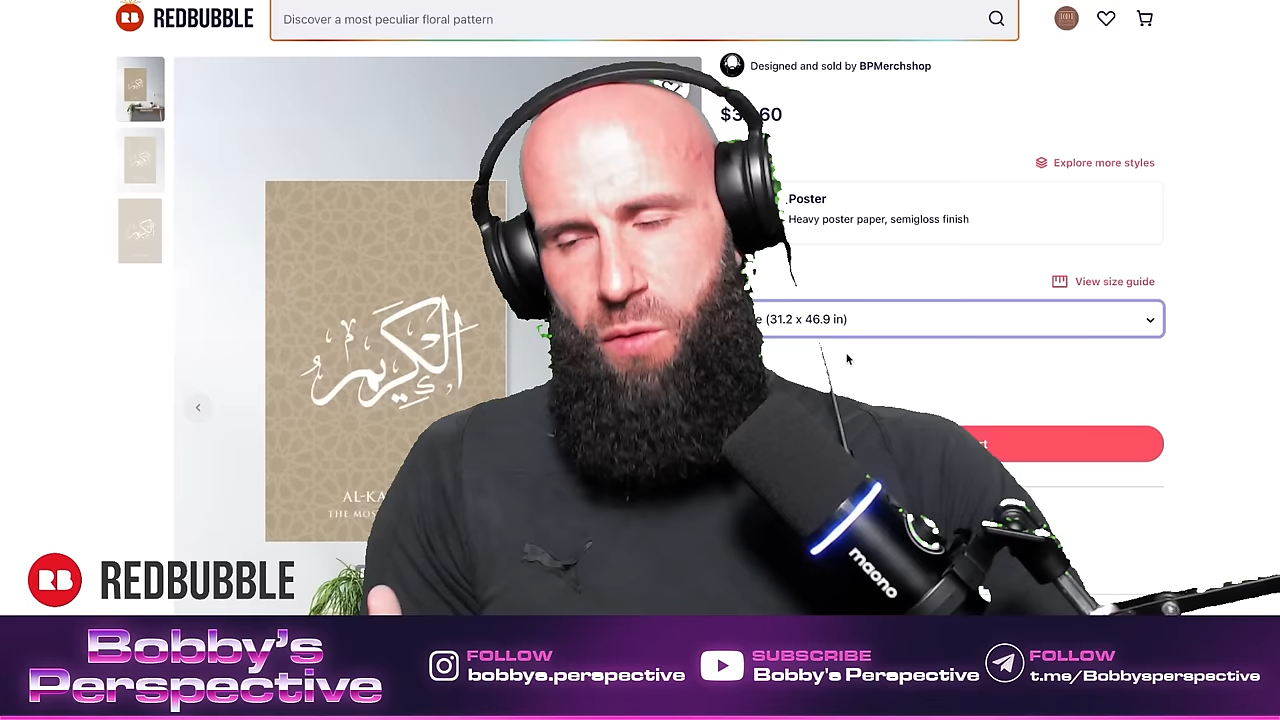 REDBUBBLE
Discover a most peculiar floral pattern
Designed and sold by BPMerchshop
Explore more styles
Poster
Heavy poster paper, semigloss finish
View size guide
(31.2 x 46.9 in)
الكريم
RB REDBUBBLE
maono
Bobby's
Perspective
FOLLOW
bobbys.perspective
SUBSCRIBE
Bobby's Perspective
FOLLOW
t.me/Bobbysperspective